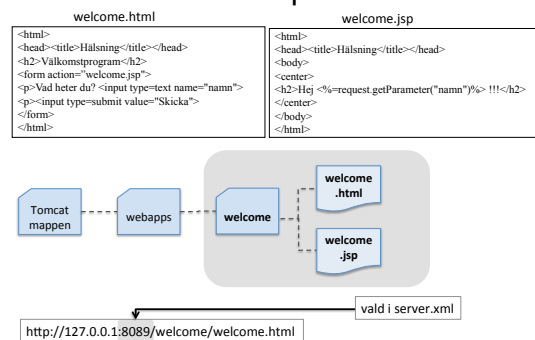 welcome.html
<html>
<head><title>Hälsning</title></head>
<h2>Välkomstprogram</h2>
<form action="welcome.jsp">
<p>Vad heter du? <input type=text name="namn">
<p><input type=submit value="Skicka">
</form>
</html>
welcome.jsp
<html>
<head><title>Hälsning</title></head>
<body>
<center>
<h2>Hej <%=request.getParameter("namn")%> !!!</h2>
</center>
</body>
</html>
Tomcat
mappen
webapps
welcome
welcome
.html
welcome
.jsp
vald i server.xml
http://127.0.0.1:8089/welcome/welcome.html